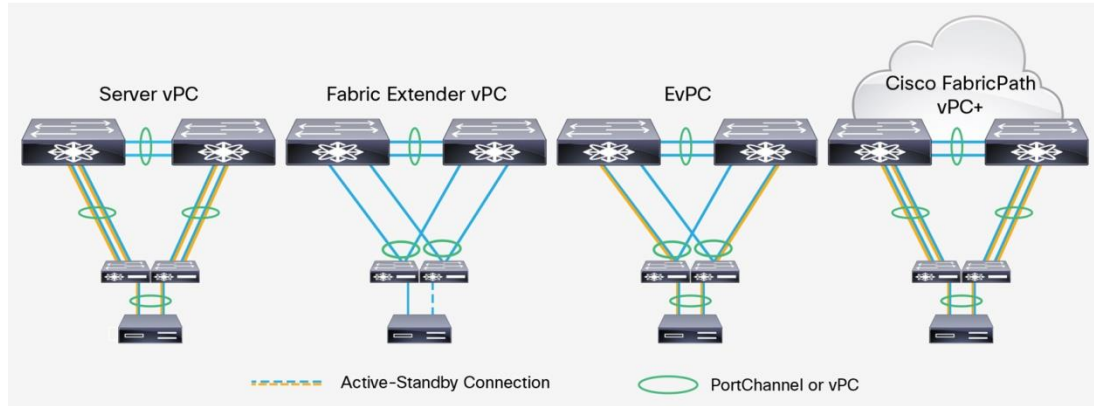 Server vPC
Fabric Extender vPC
EvPC
Cisco FabricPath
vPC+
Active-Standby Connection
PortChannel or vPC